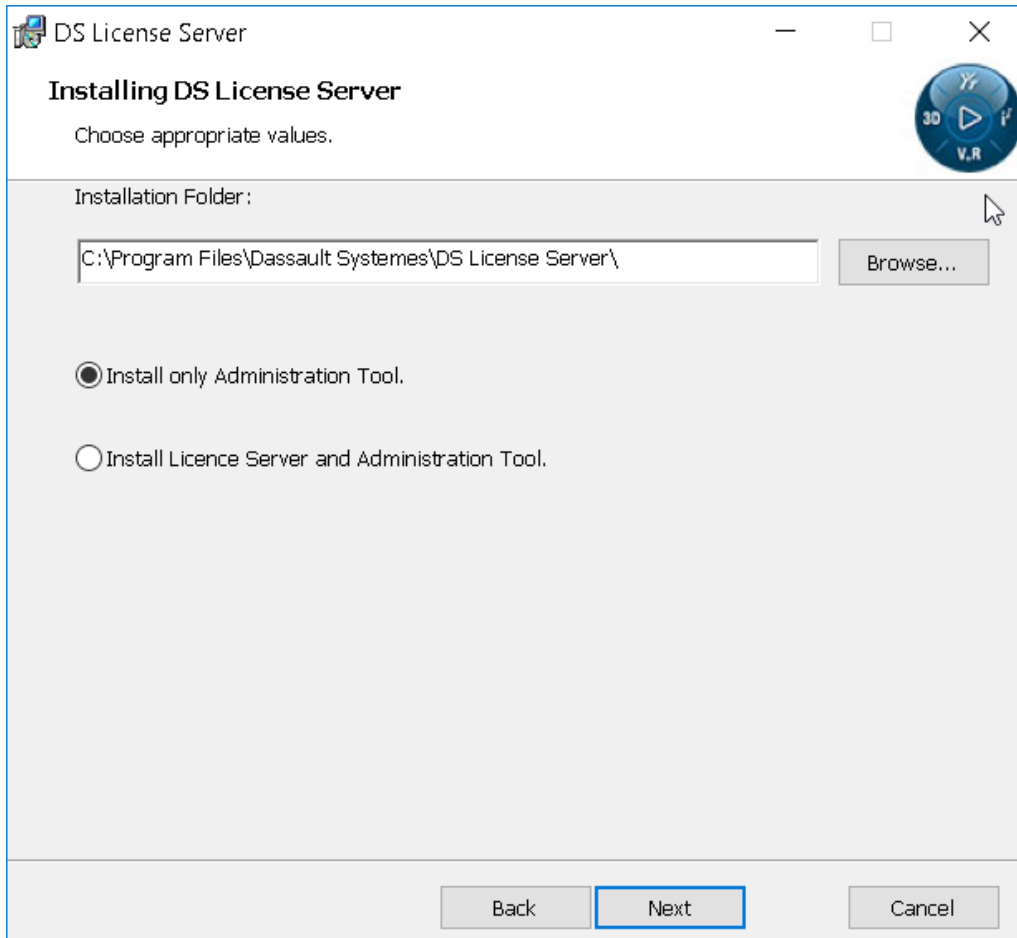 DS License Server
Installing DS License Server
Choose appropriate values.
3D
V.R
Installation Folder:
C:\Program Files\Dassault Systemes\DS License Server\
Browse...
Install only Administration Tool.
Install Licence Server and Administration Tool.
Back
Next
Cancel